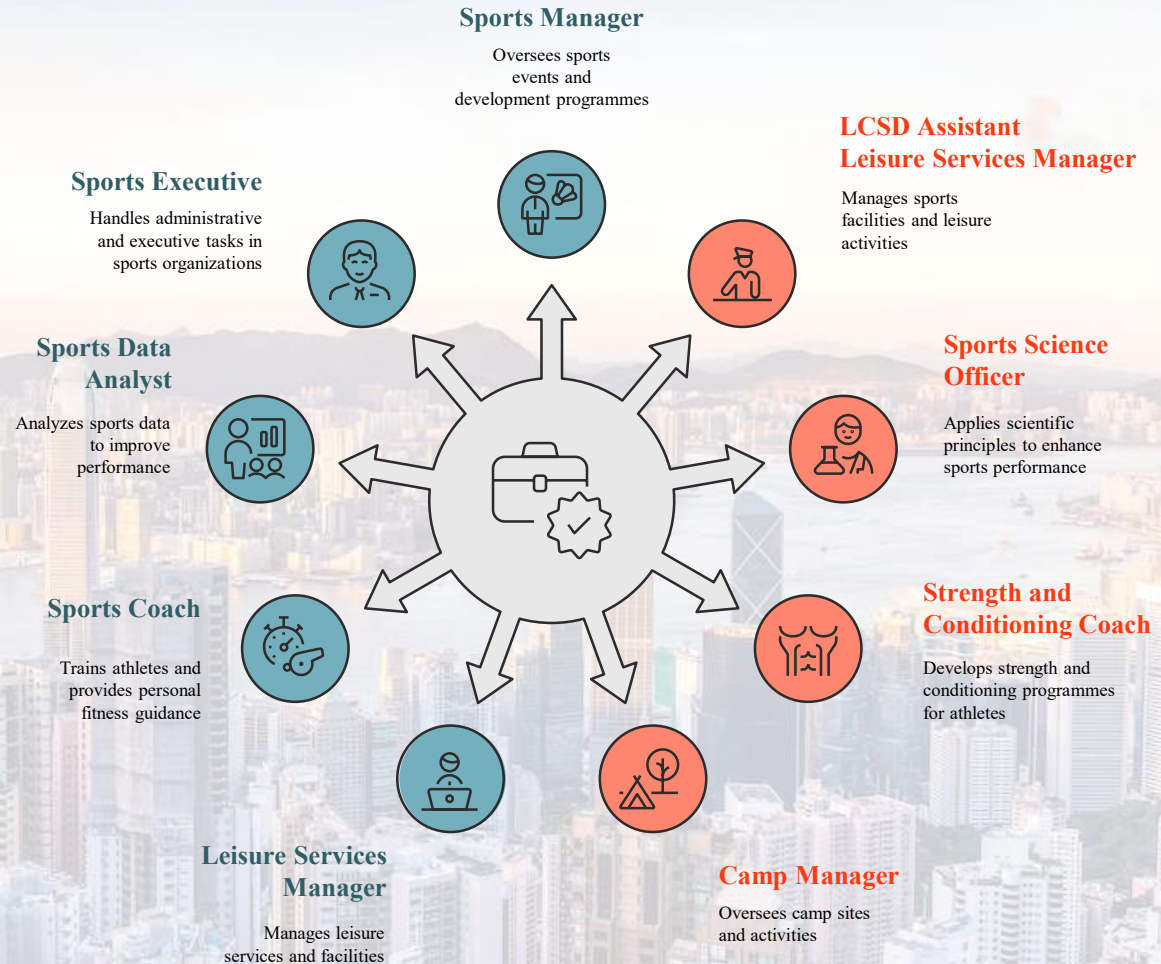 Sports Manager
Oversees sports
events and
development programmes
LCSD Assistant
Leisure Services Manager
Manages sports
facilities and leisure
activities
Sports Executive
Handles administrative
and executive tasks in
sports organizations
Sports Science
Officer
Applies scientific
principles to enhance
sports performance
Sports Data
Analyst
Analyzes sports data
to improve
performance
Strength and
Conditioning Coach
Develops strength and
conditioning programmes
for athletes
Sports Coach
Trains athletes and
provides personal
fitness guidance
Camp Manager
Oversees camp sites
and activities
Leisure Services
Manager
Manages leisure
services and facilities